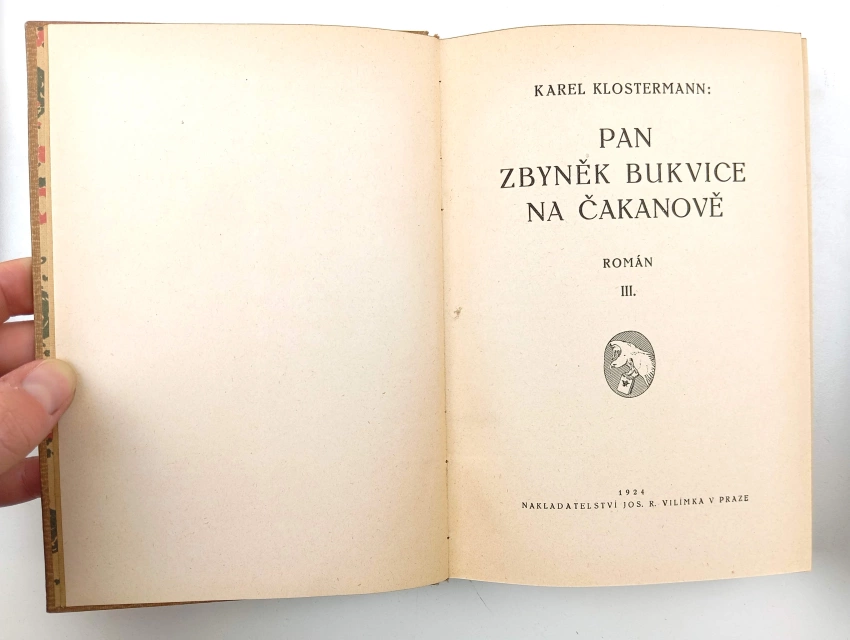 KAREL KLOSTERMANN:
PAN
ZBYNĚK BUKVICE
NA ČAKANOVĚ
ROMÁN
III.
1924
NAKLADATELSTVÍ JOS. R. VILÍMKA V PRAZE